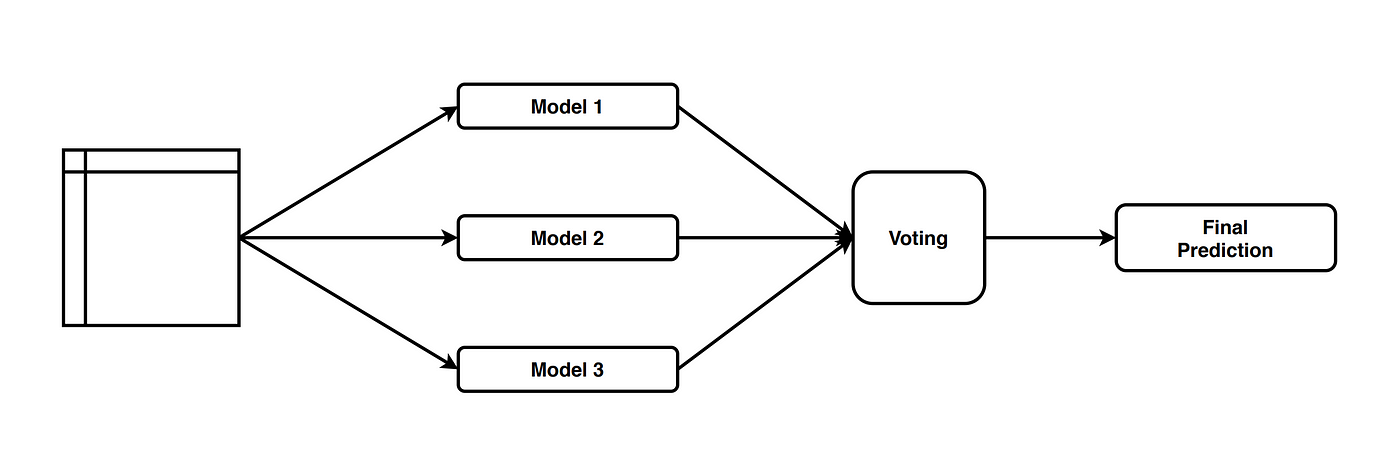 Model 1
Model 2
Model 3
Voting
Final
Prediction